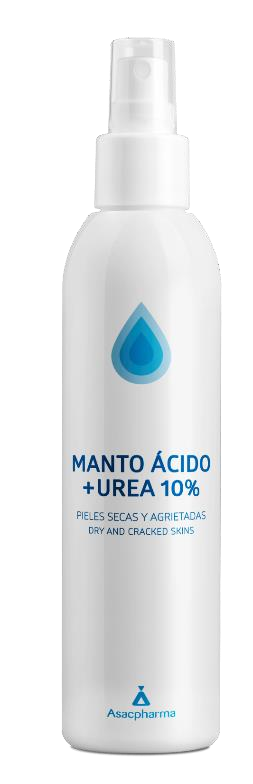 MANTO ÁCIDO
+UREA 10%
PIELES SECAS Y AGRIETADAS
DRY AND CRACKED SKINS
Asacpharma